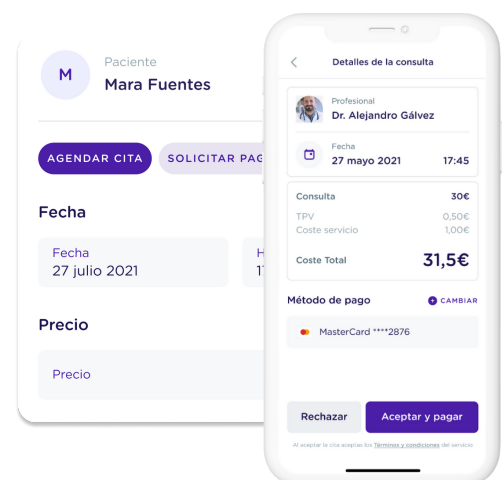 M
Paciente
Mara Fuentes
AGENDAR CITA
SOLICITAR PAG
Fecha
Fecha
27 julio 2021
H
Precio
Precio
Detalles de la consulta
Profesional
Dr. Alejandro Gálvez
Fecha
27 mayo 2021 17:45
Consulta 30€
TPV 0,50€
Coste servicio 1,00€
Coste Total 31,5€
Método de pago + CAMBIAR
MasterCard ****2876
Rechazar Aceptar y pagar
Al aceptar la cita aceptas los Términos y condiciones del servicio